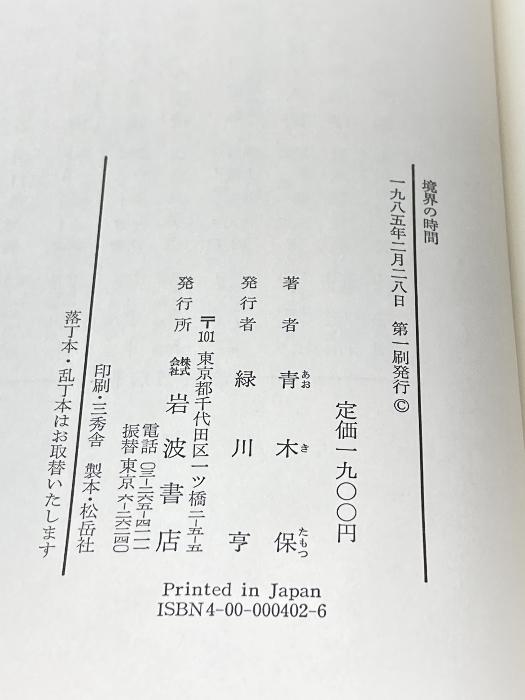 境界の時間
一九八五年二月二八日　第一刷発行 ©
定価一九〇〇円
著者　青木保
あおきたもつ
発行者　緑川亨
〒101 東京都千代田区一ツ橋二-五-五
発行所　株式会社　岩波書店
電話　〇三-二六五-四一一一
振替　東京六-二六二四〇
印刷・三秀舎　製本・松岳社
落丁本・乱丁本はお取替いたします
Printed in Japan
ISBN4-00-000402-6